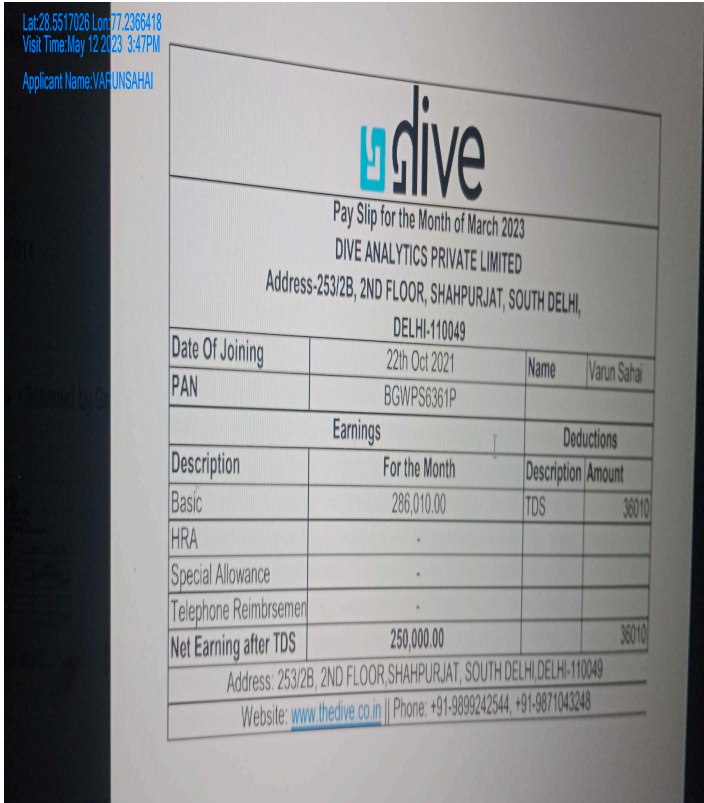 Lat:28.5517026 Lon:77.2366418
Visit Time:May 12 2023 3:47PM
Applicant Name:VARUNSAHAI
dive
Pay Slip for the Month of March 2023
DIVE ANALYTICS PRIVATE LIMITED
Address-253/2B, 2ND FLOOR, SHAHPURJAT, SOUTH DELHI,
DELHI-110049
Date Of Joining 22th Oct 2021 Name Varun Sahai
PAN BGWPS6361P
Earnings Deductions
Description For the Month Description Amount
Basic 286,010.00 TDS 36010
HRA -
Special Allowance -
Telephone Reimbrsemen -
Net Earning after TDS 250,000.00 36010
Address: 253/2B, 2ND FLOOR,SHAHPURJAT, SOUTH DELHI,DELHI-110049
Website: www.thedive.co.in || Phone: +91-9899242544, +91-9871043248